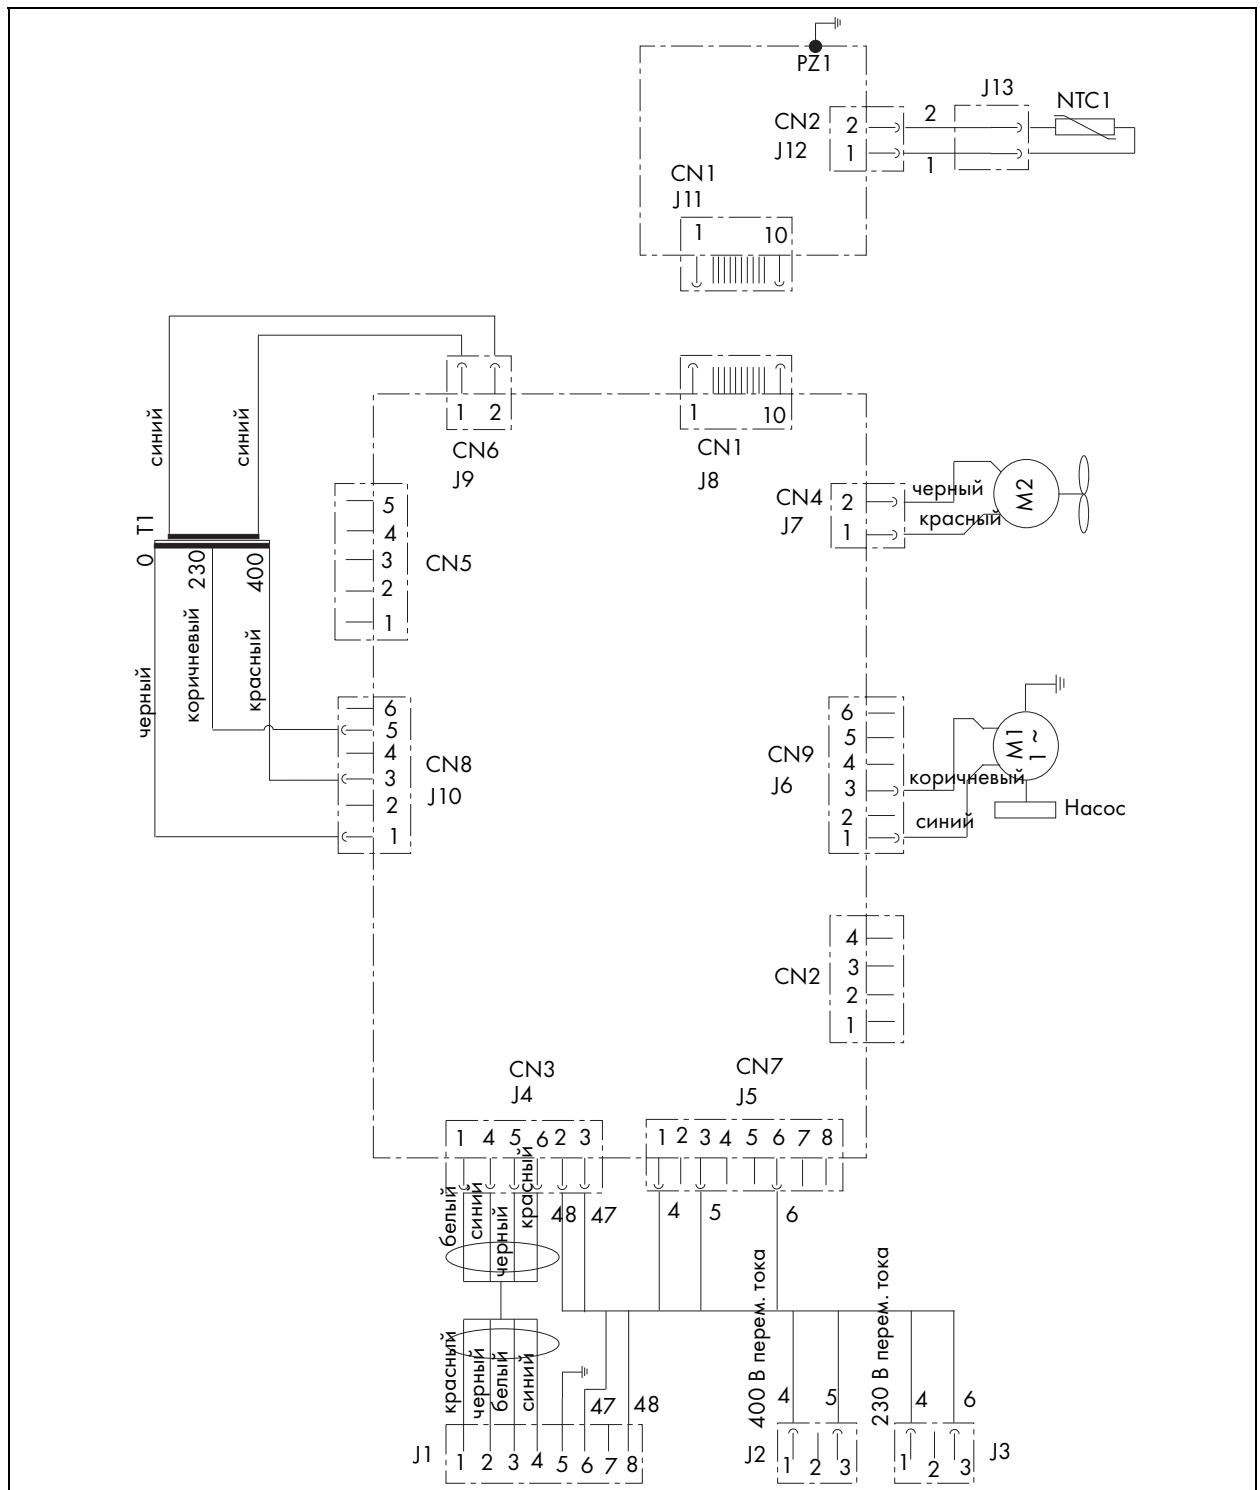 PZ1
J13
NTC1
CN2
J12
2
1
2
1
CN1
J11
1 10
1 2
CN6
J9
1 10
CN1
J8
синий
синий
T1
0
230
400
черный
коричневый
красный
5
4
3
2
1
CN5
CN4
J7
2
1
черный
красный
M2
6
5
4
3
2
1
CN8
J10
CN9
J6
6
5
4
3
2
1
коричневый
синий
M1
1 ~
Насос
CN2
4
3
2
1
CN3
J4
1 4 5 6 2 3
CN7
J5
1 2 3 4 5 6 7 8
белый
синий
черный
красный
48 47
4 5 6
красный
черный
белый
синий
47 48
J1
1 2 3 4 5 6 7 8
400 В перем. тока
4 5
J2
1 2 3
230 В перем. тока
4 6
1 2 3
J3